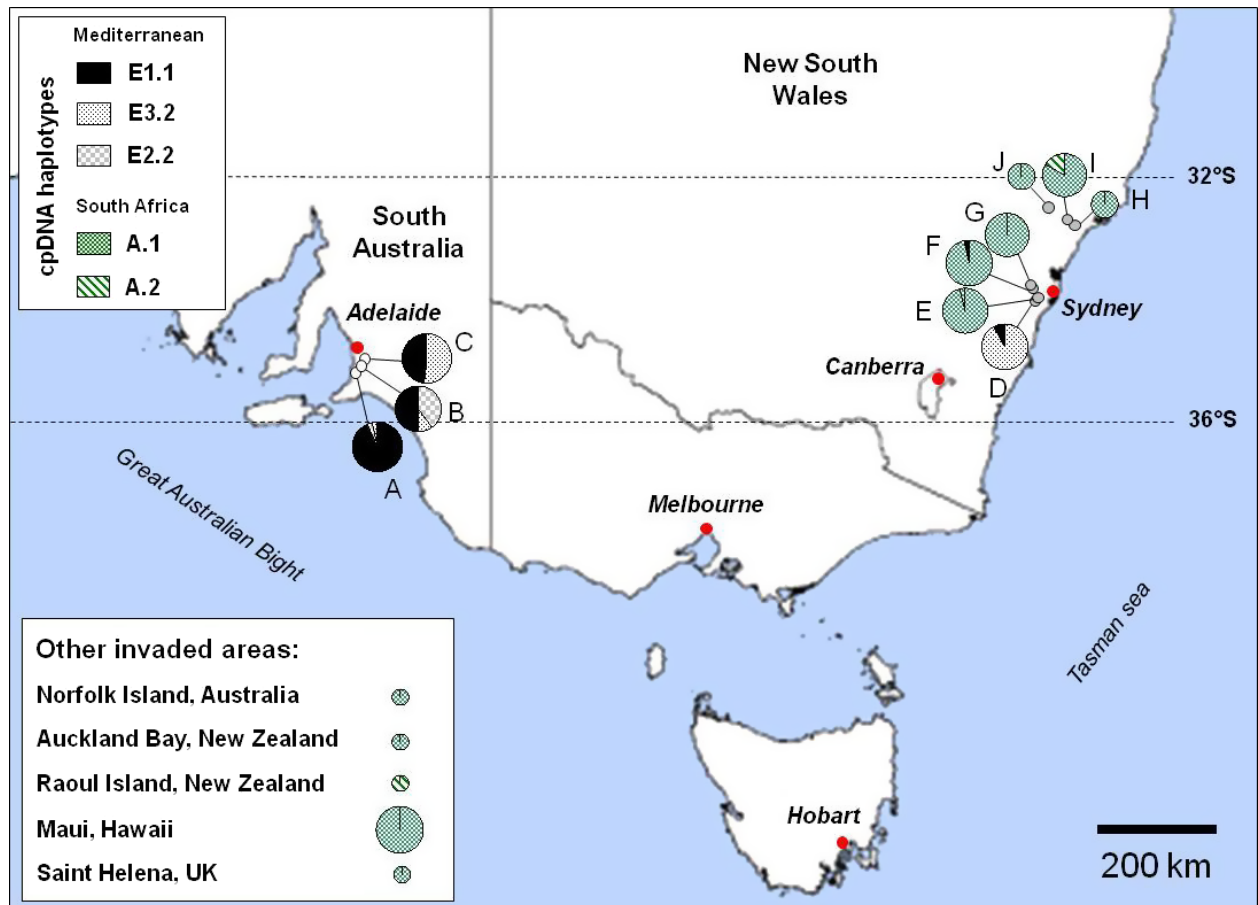 Mediterranean
E1.1
E3.2
E2.2
South Africa
A.1
A.2
cpDNA haplotypes
New South
Wales
South
Australia
Adelaide
C
B
A
J
I
H
G
F
E
D
32°S
Sydney
Canberra
36°S
Great Australian Bight
Melbourne
Tasman sea
Hobart
200 km
Other invaded areas:
Norfolk Island, Australia
Auckland Bay, New Zealand
Raoul Island, New Zealand
Maui, Hawaii
Saint Helena, UK